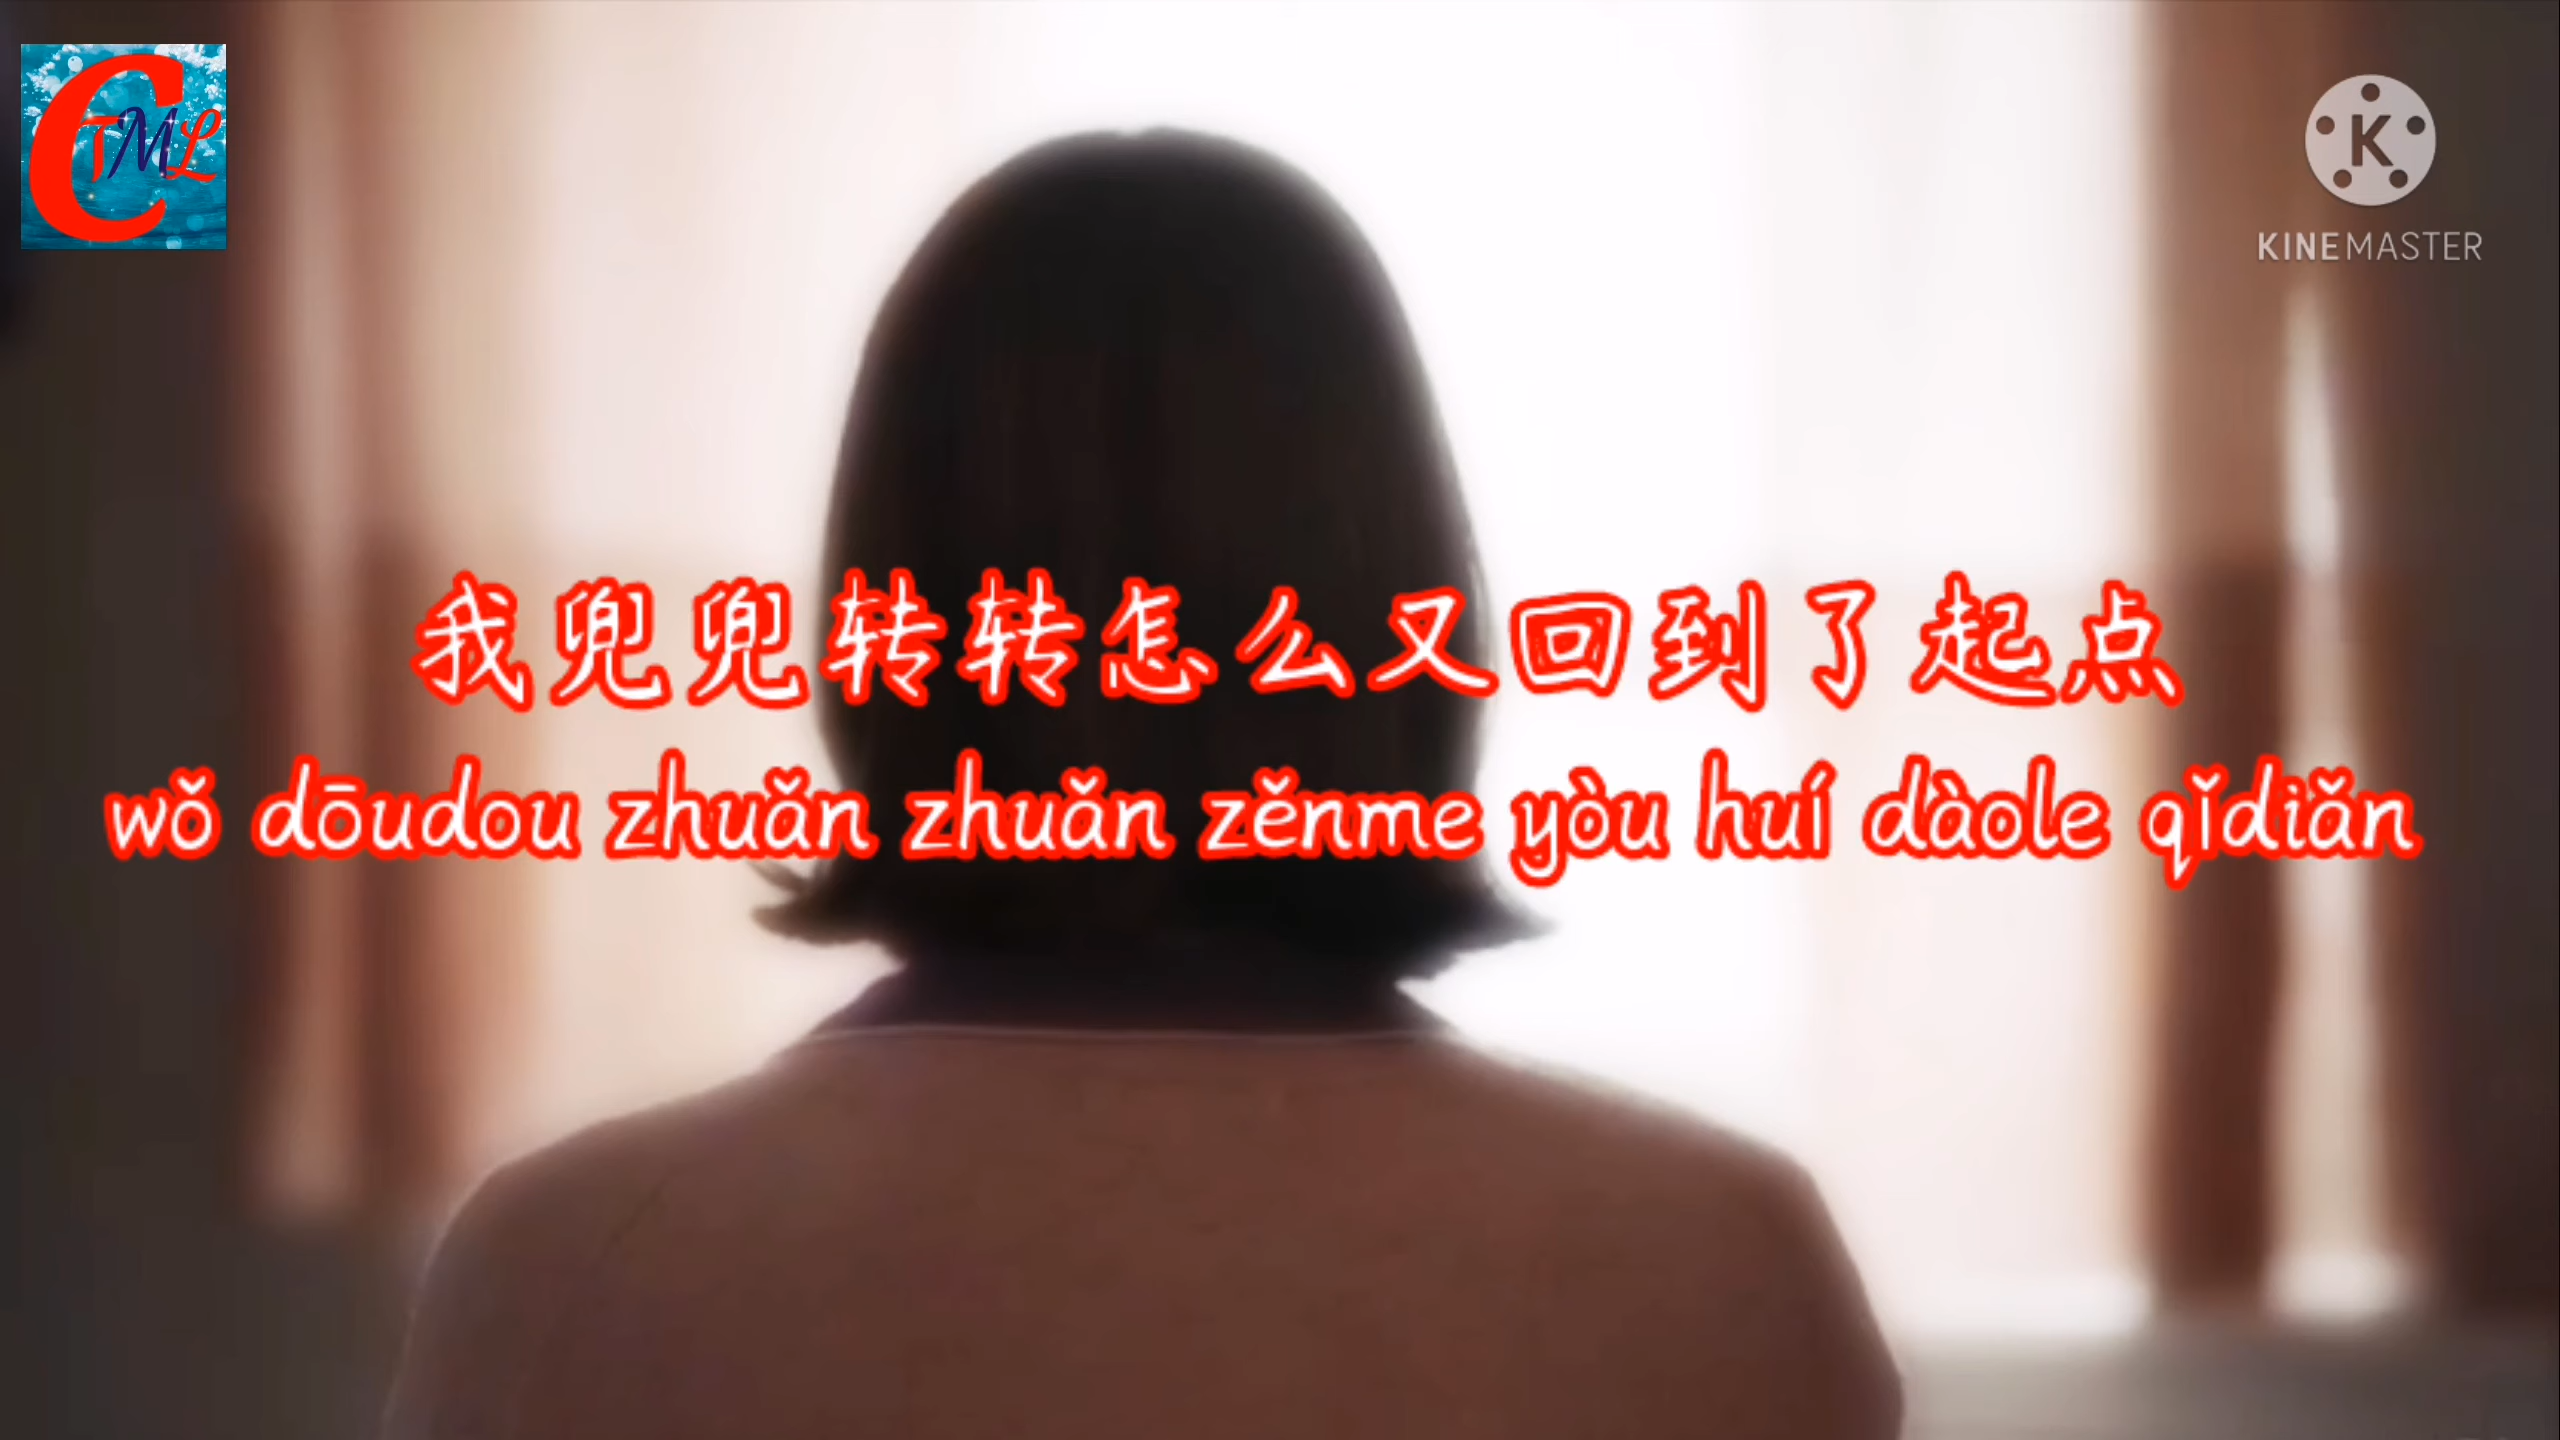 CTML
K
KINEMASTER
我兜兜转转怎么又回到了起点
wǒ dōudou zhuǎn zhuǎn zěnme yòu huí dàole qǐdiǎn